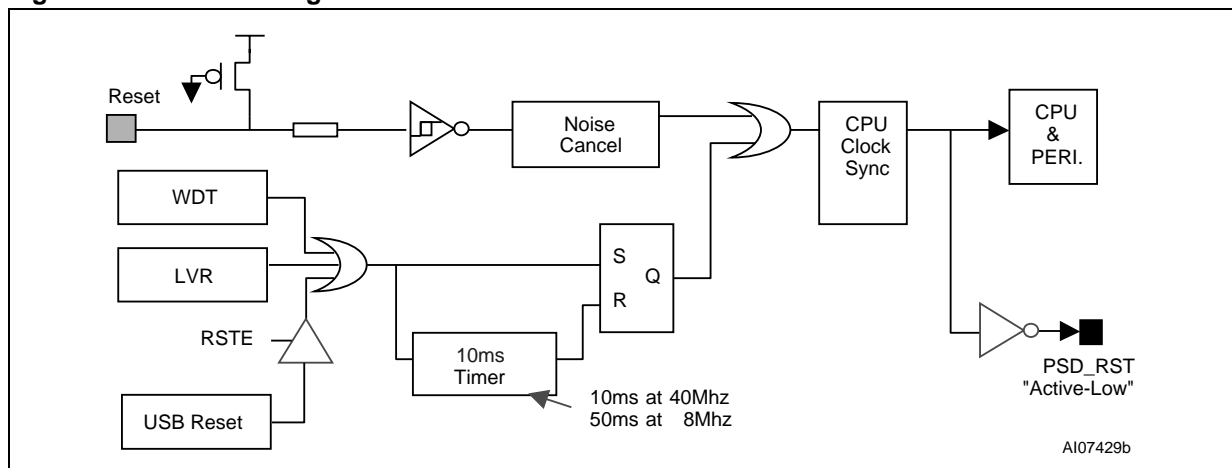 Reset
Noise
Cancel
CPU
Clock
Sync
CPU
&
PERI.
WDT
LVR
S
Q
R
RSTE
10ms
Timer
10ms at 40Mhz
50ms at 8Mhz
USB Reset
PSD_RST
"Active-Low"
AI07429b